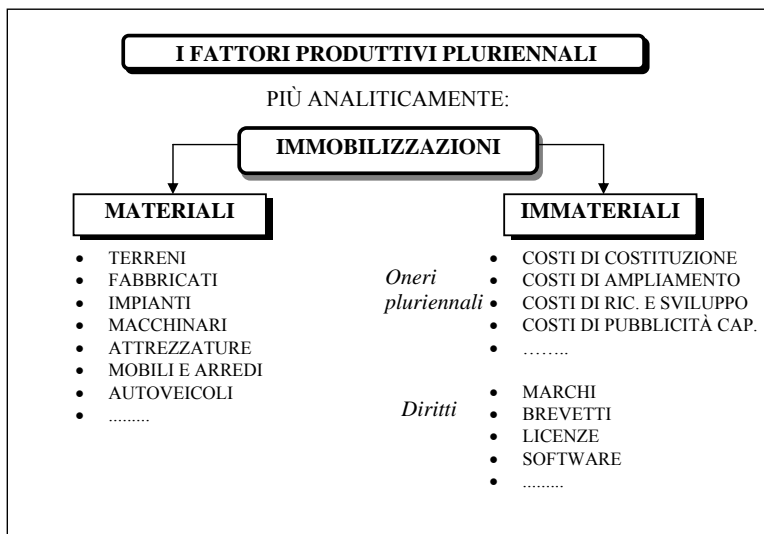 I FATTORI PRODUTTIVI PLURIENNALI
PIÙ ANALITICAMENTE:
IMMOBILIZZAZIONI
MATERIALI
• TERRENI
• FABBRICATI
• IMPIANTI
• MACCHINARI
• ATTREZZATURE
• MOBILI E ARREDI
• AUTOVEICOLI
• .........
IMMATERIALI
Oneri
pluriennali
• COSTI DI COSTITUZIONE
• COSTI DI AMPLIAMENTO
• COSTI DI RIC. E SVILUPPO
• COSTI DI PUBBLICITÀ CAP.
• ……..
Diritti
• MARCHI
• BREVETTI
• LICENZE
• SOFTWARE
• .........